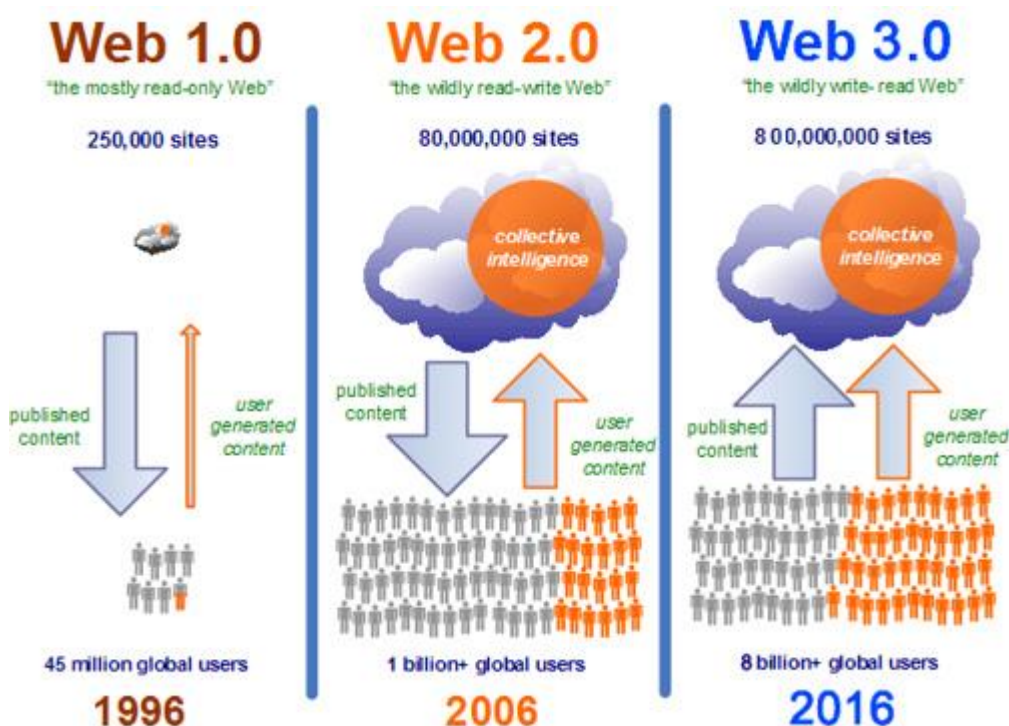 Web 1.0
"the mostly read-only Web"
250,000 sites
published
content
user
generated
content
45 million global users
1996
Web 2.0
"the wildly read-write Web"
80,000,000 sites
collective
intelligence
published
content
user
generated
content
1 billion+ global users
2006
Web 3.0
"the wildly write- read Web"
800,000,000 sites
collective
intelligence
published
content
user
generated
content
8 billion+ global users
2016